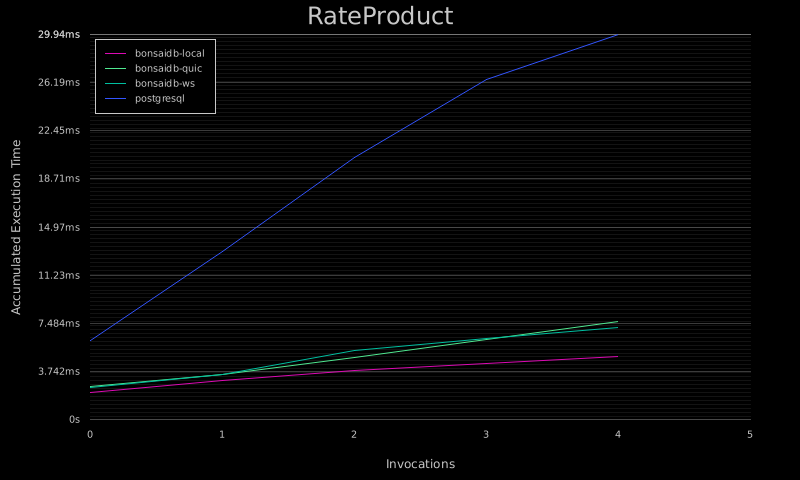 RateProduct
29.94ms
26.19ms
22.45ms
18.71ms
14.97ms
11.23ms
7.484ms
3.742ms
0s
bonsaidb-local
bonsaidb-quic
bonsaidb-ws
postgresql
Accumulated Execution Time
0 1 2 3 4 5
Invocations